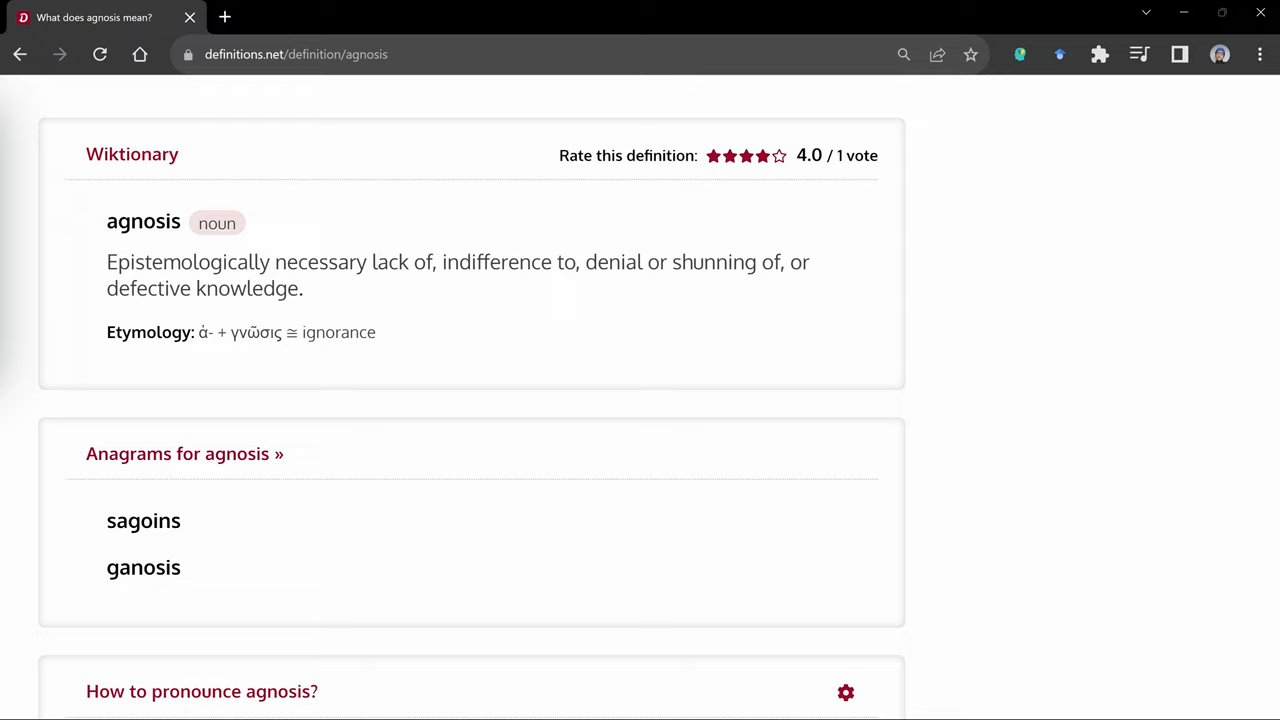 What does agnosis mean?
definitions.net/definition/agnosis
Wiktionary
Rate this definition: 4.0 / 1 vote
agnosis noun
Epistemologically necessary lack of, indifference to, denial or shunning of, or
defective knowledge.
Etymology: ἀ- + γνῶσις ≅ ignorance
Anagrams for agnosis »
sagoins
ganosis
How to pronounce agnosis?